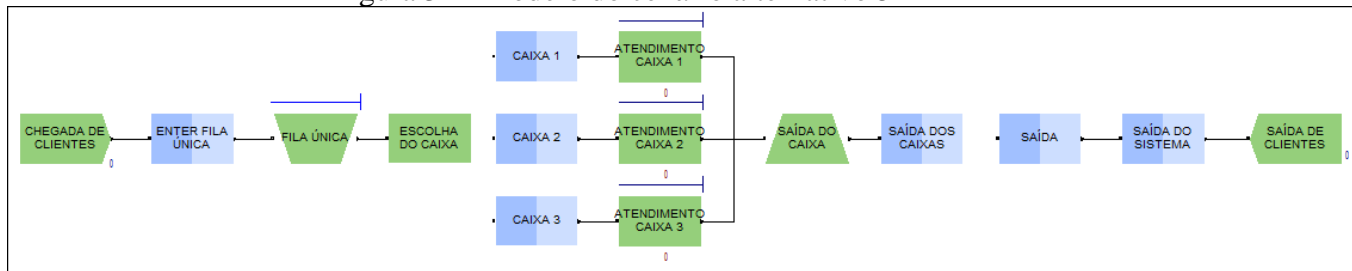 CHEGADA DE
CLIENTES
0
ENTER FILA
ÚNICA
FILA ÚNICA
ESCOLHA
DO CAIXA
CAIXA 1
ATENDIMENTO
CAIXA 1
0
CAIXA 2
ATENDIMENTO
CAIXA 2
0
CAIXA 3
ATENDIMENTO
CAIXA 3
0
SAÍDA DO
CAIXA
SAÍDA DOS
CAIXAS
SAÍDA
SAÍDA DO
SISTEMA
SAÍDA DE
CLIENTES
0